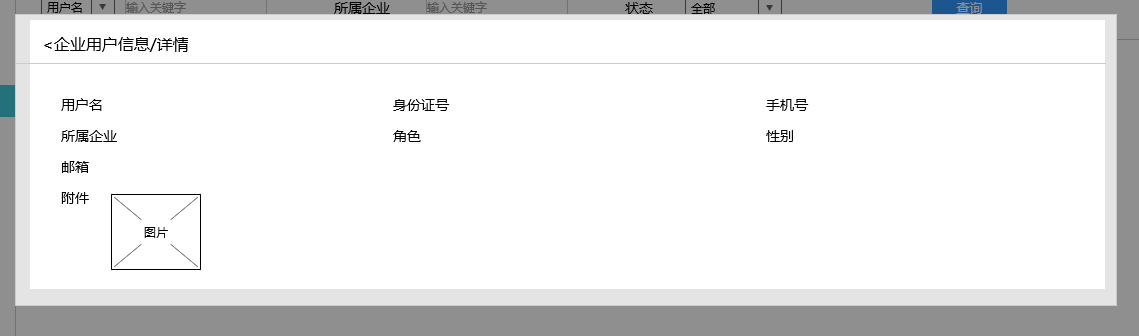 用户名 输入关键字 所属企业 输入关键字 状态 全部 查询
<企业用户信息/详情
用户名 身份证号 手机号
所属企业 角色 性别
邮箱
附件
图片